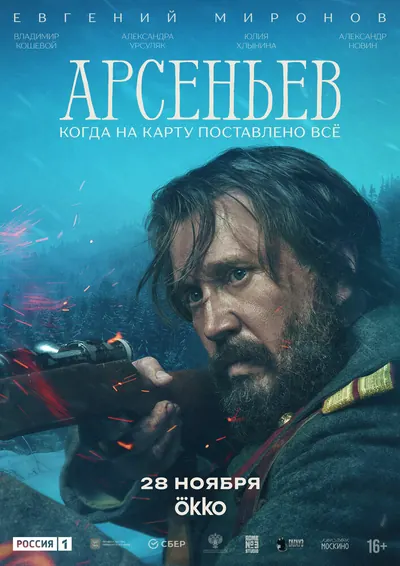 ЕВГЕНИЙ МИРОНОВ
ВЛАДИМИР КОШЕВОЙ
АЛЕКСАНДРА УРСУЛЯК
ЮЛИЯ ХЛЫНИНА
АЛЕКСАНДР НОВИН
АРСЕНЬЕВ
КОГДА НА КАРТУ ПОСТАВЛЕНО ВСЁ
28 НОЯБРЯ
ökko
РОССИЯ 1
СБЕР
МОСКИНО
16+